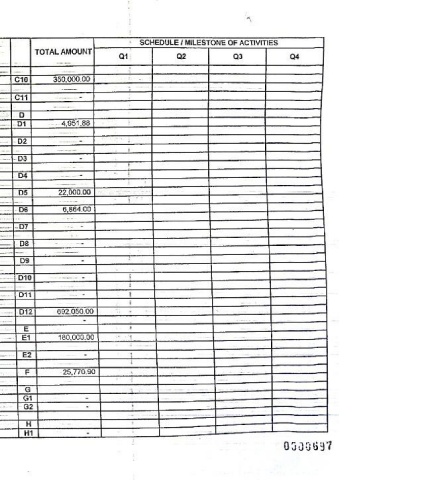 SCHEDULE / MILESTONE OF ACTIVITIES
TOTAL AMOUNT Q1 Q2 Q3 Q4
C10 350,000.00
C11 -
D
D1 4,951.88
D2 -
D3 -
D4 -
D5 22,000.00
D6 6,864.00
D7 -
D8 -
D9 -
D10 -
D11 -
D12 692,050.00
-
E
E1 180,000.00
E2 -
F 25,770.90
G
G1 -
G2 -
H
H1 -